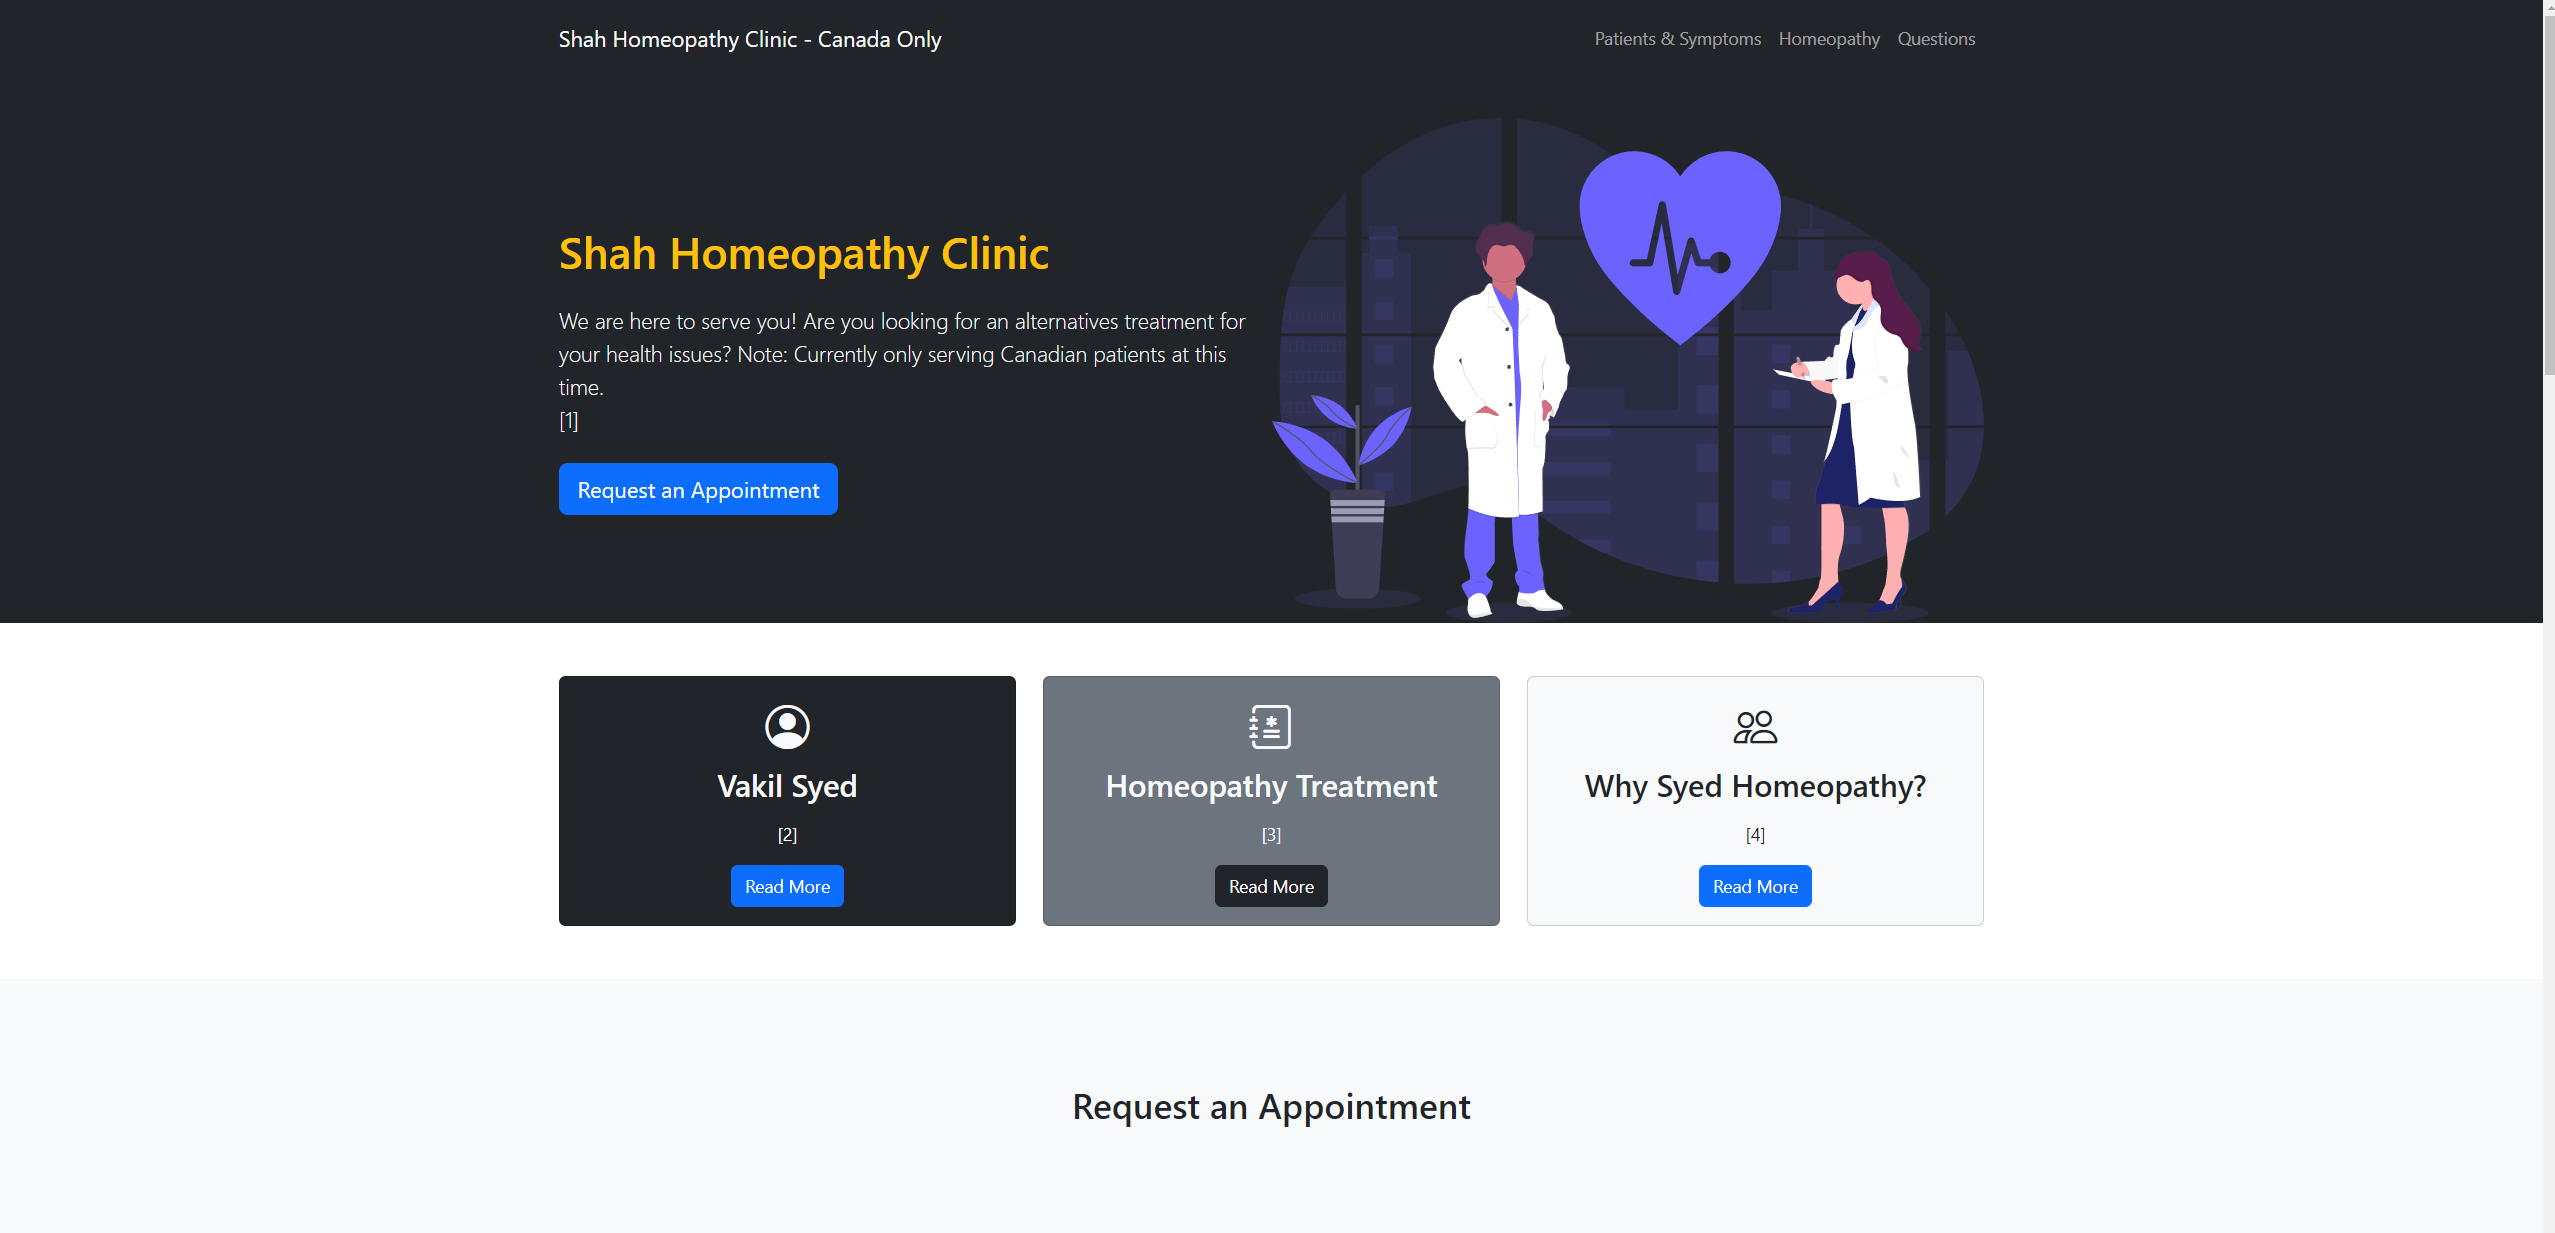 Shah Homeopathy Clinic - Canada Only
Patients & Symptoms Homeopathy Questions
Shah Homeopathy Clinic
We are here to serve you! Are you looking for an alternatives treatment for
your health issues? Note: Currently only serving Canadian patients at this
time.
[1]
Request an Appointment
Vakil Syed
[2]
Read More
Homeopathy Treatment
[3]
Read More
Why Syed Homeopathy?
[4]
Read More
Request an Appointment